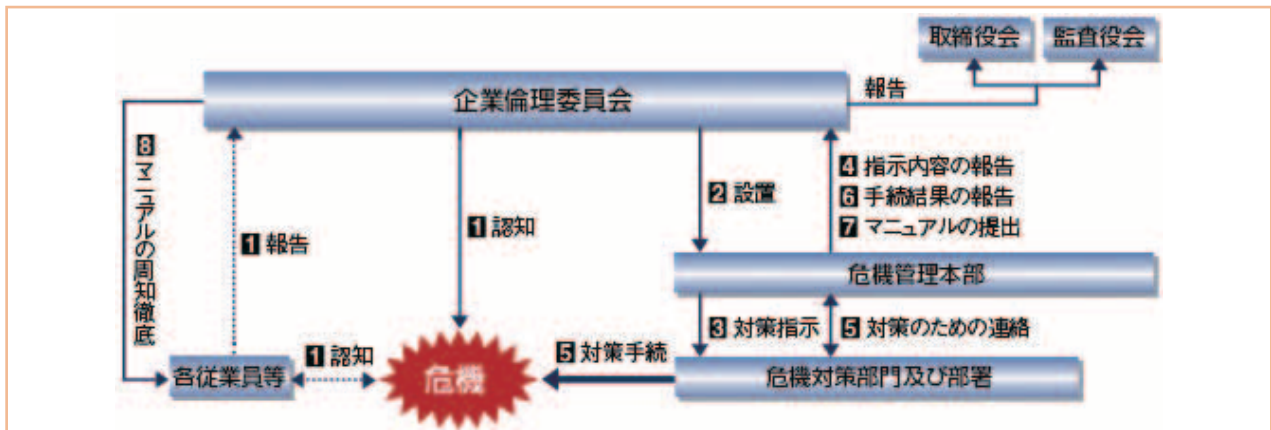 取締役会
監査役会
企業倫理委員会
報告
8 マニュアルの周知徹底
1 報告
1 認知
2 設置
4 指示内容の報告
6 手続結果の報告
7 マニュアルの提出
危機管理本部
3 対策指示
5 対策のための連絡
各従業員等
1 認知
危機
5 対策手続
危機対策部門及び部署